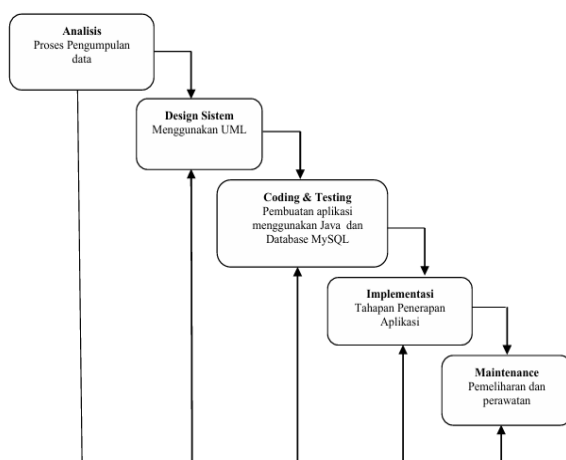 Analisis
Proses Pengumpulan
data
Design Sistem
Menggunakan UML
Coding & Testing
Pembuatan aplikasi
menggunakan Java dan
Database MySQL
Implementasi
Tahapan Penerapan
Aplikasi
Maintenance
Pemeliharan dan
perawatan